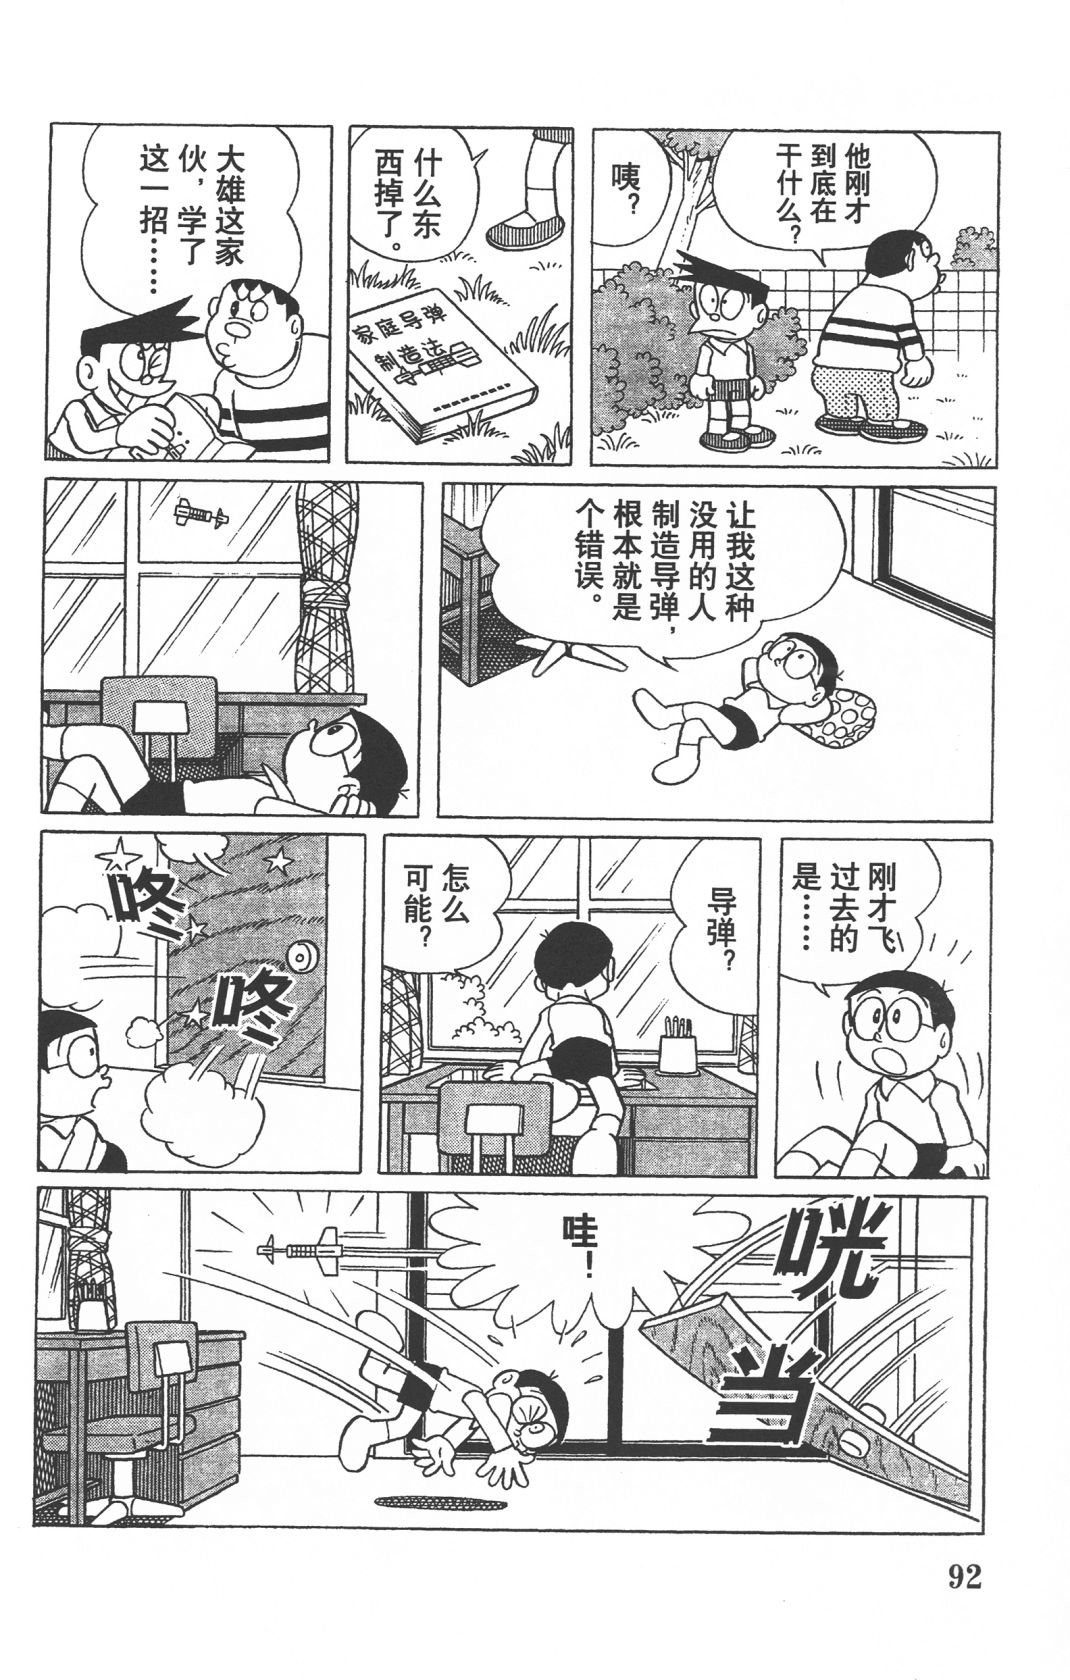 他刚才
到底在
干什么?
咦?
什么东
西掉了。
家庭导弹
制造法
大雄这家
伙,学了
这一招……
让我这种
没用的人
制造导弹,
根本就是
个错误。
刚才飞
过去的
是……
导弹?
怎么
可能?
咚
咚
咣
当
哇!
92